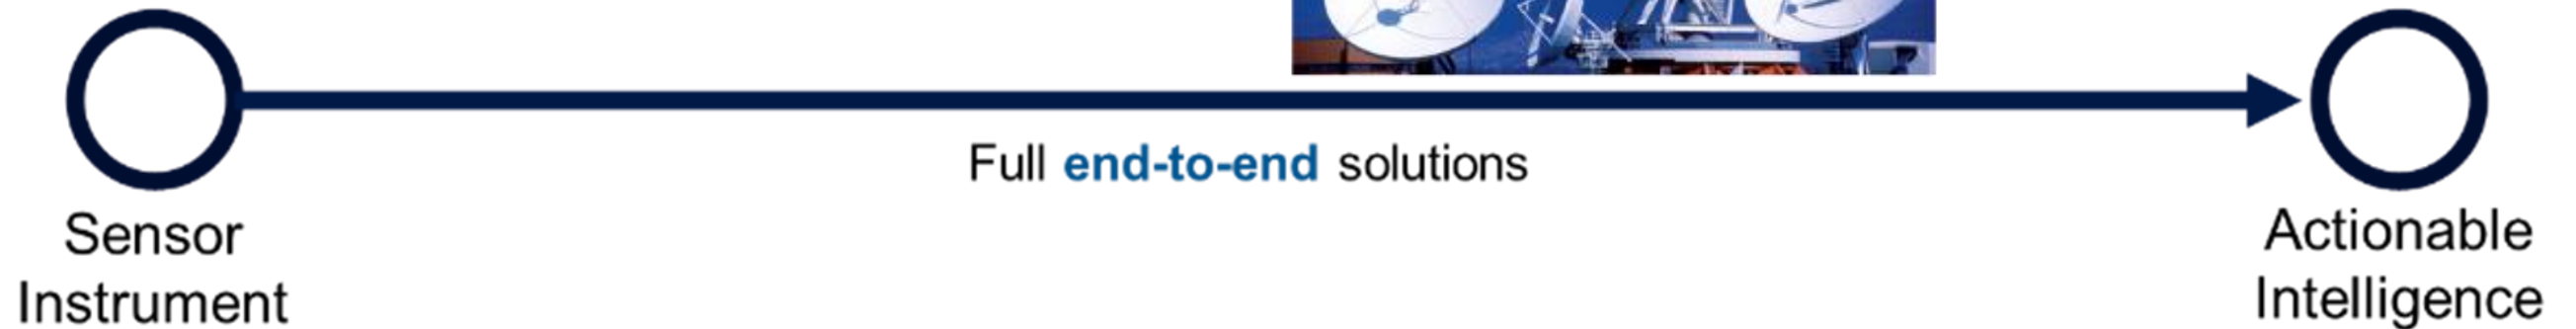 Full end-to-end solutions
Sensor
Instrument
Actionable
Intelligence